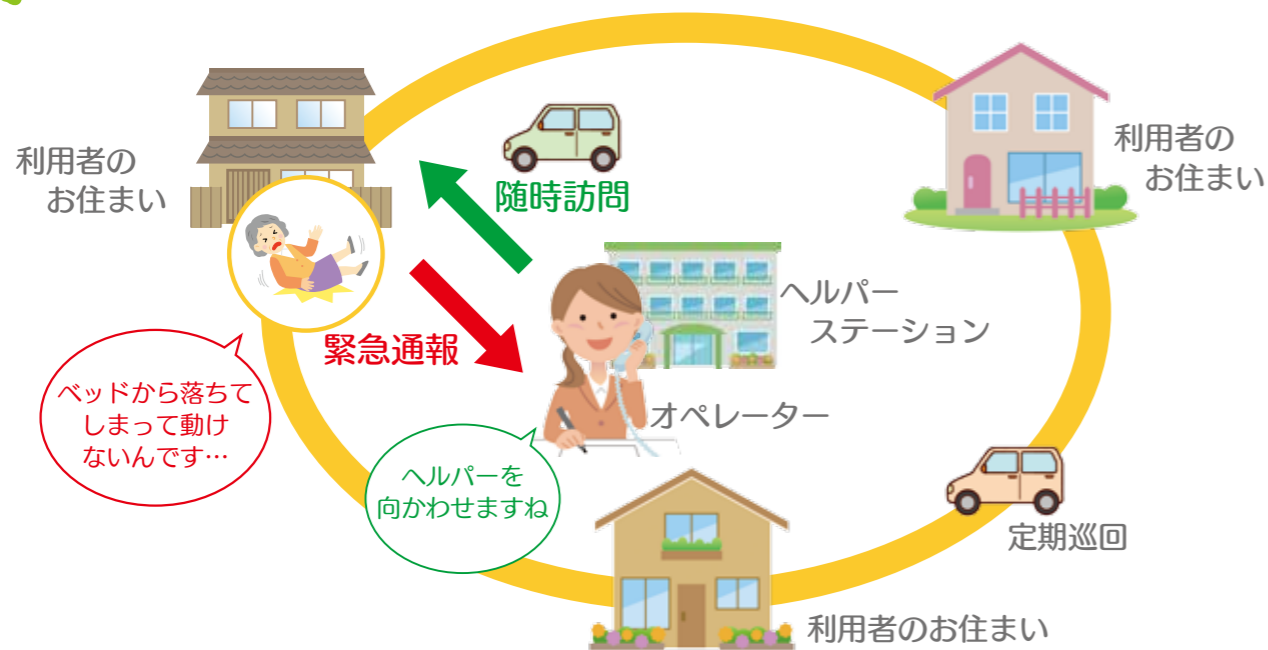 利用者の
お住まい
随時訪問
利用者の
お住まい
ヘルパー
ステーション
緊急通報
ベッドから落ちて
しまって動け
ないんです…
オペレーター
ヘルパーを
向かわせますね
定期巡回
利用者のお住まい